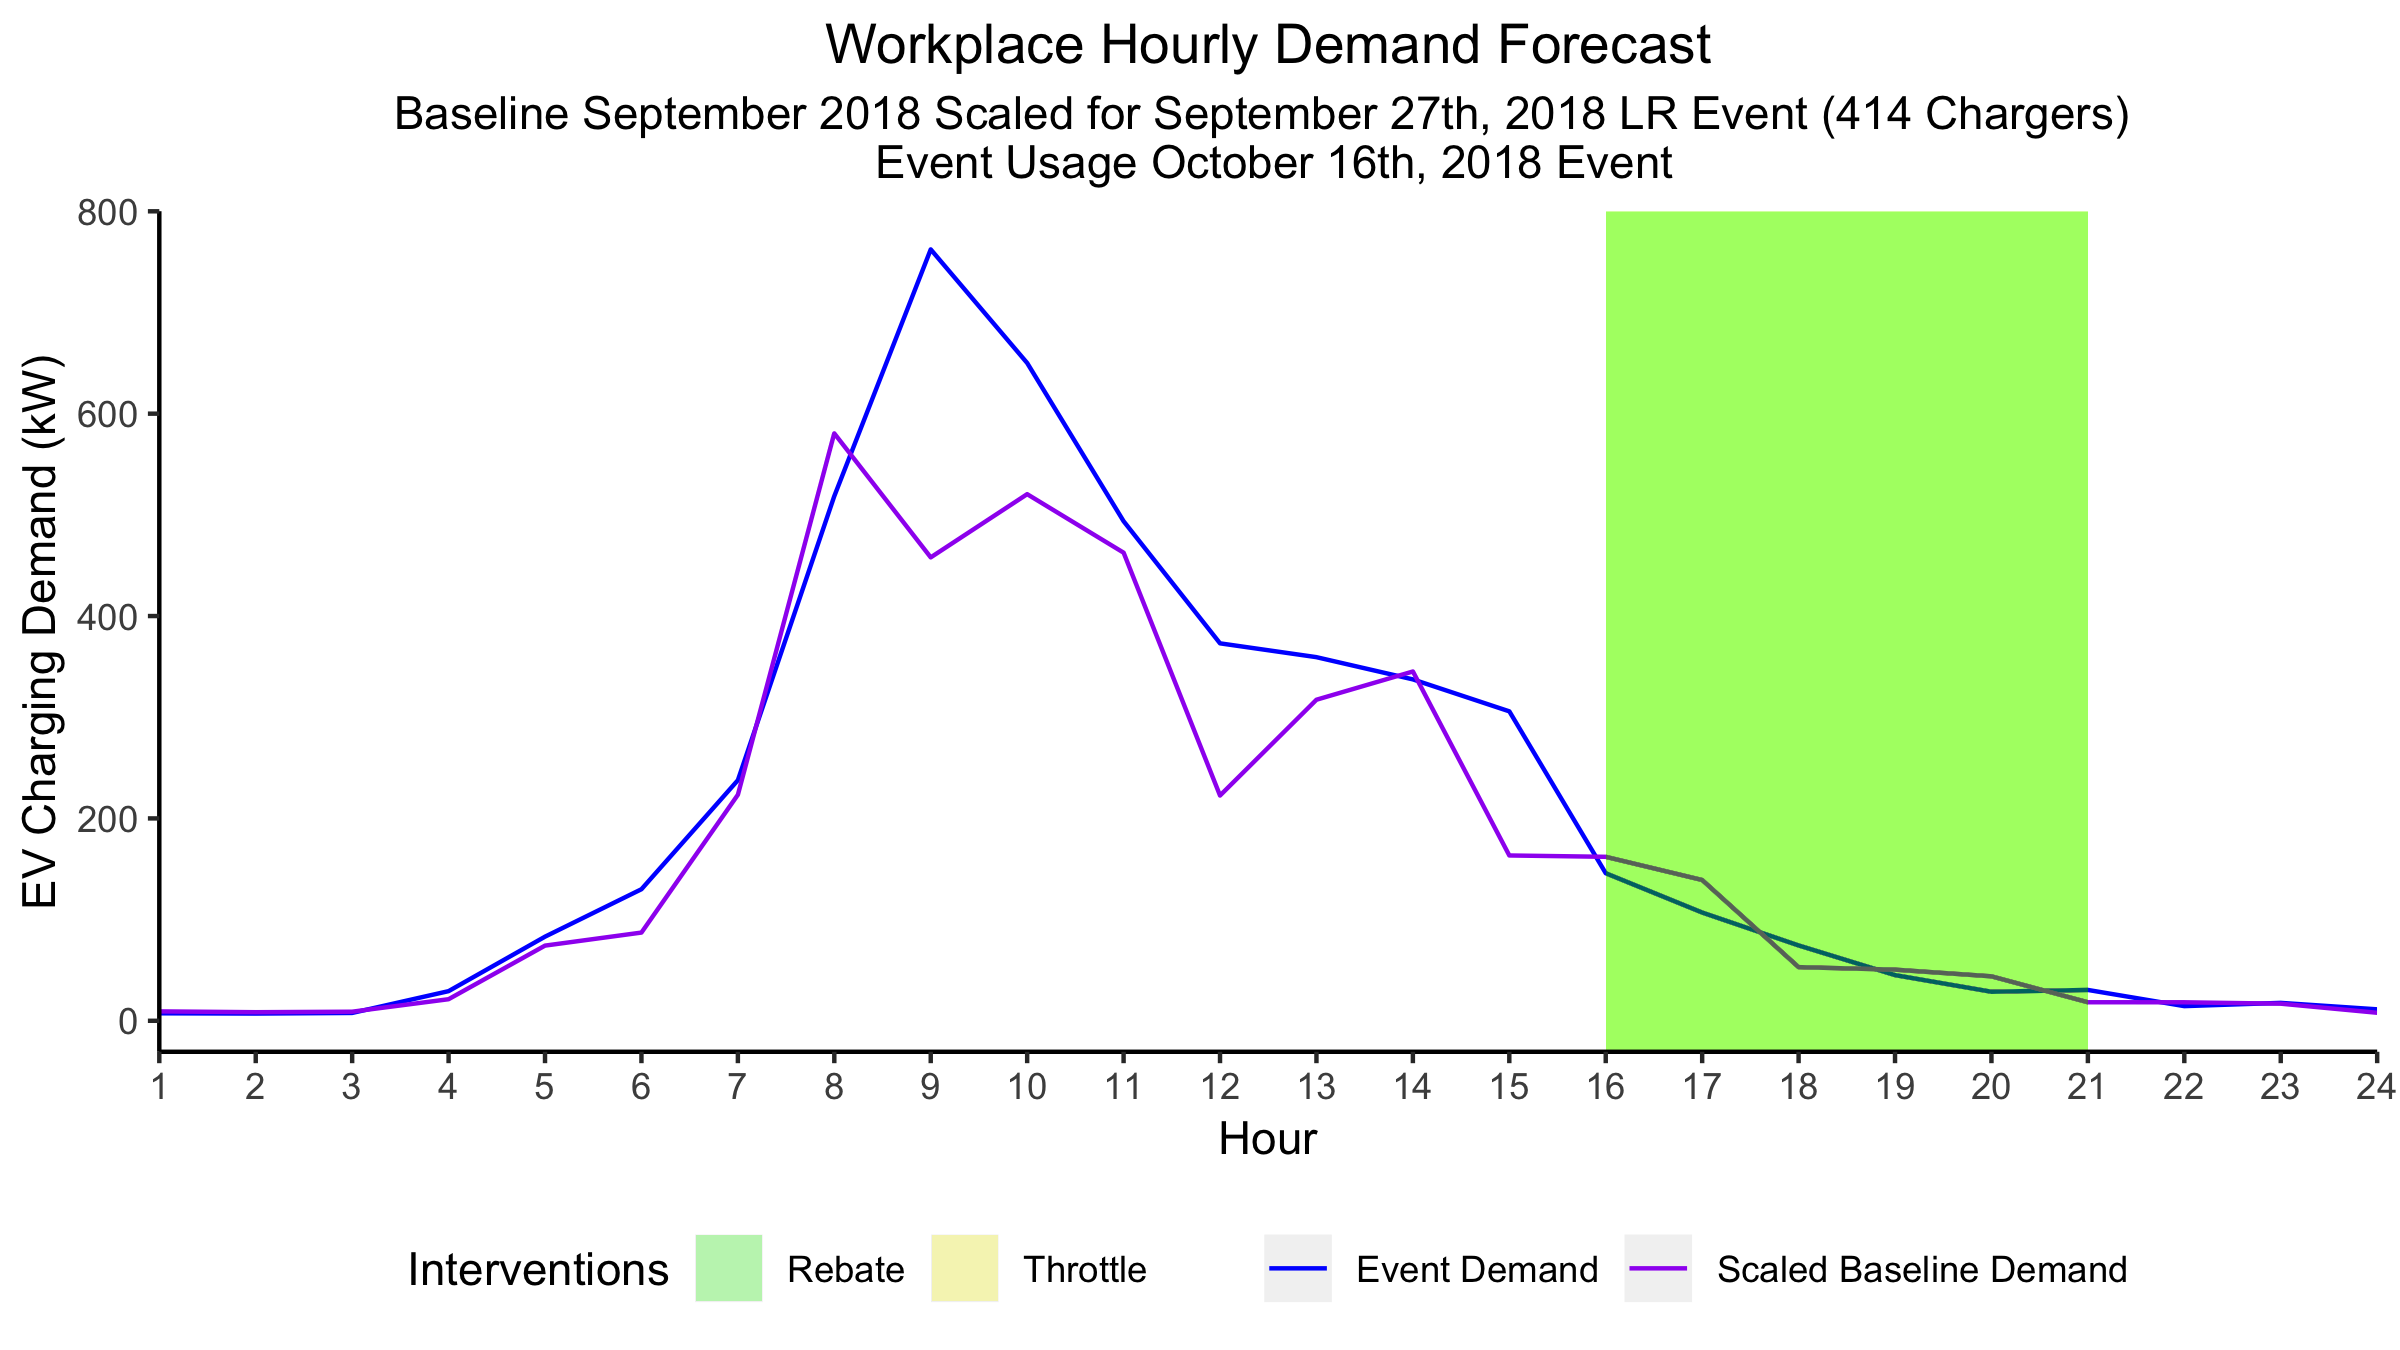 Workplace Hourly Demand Forecast
Baseline September 2018 Scaled for September 27th, 2018 LR Event (414 Chargers)
Event Usage October 16th, 2018 Event
EV Charging Demand (kW)
800
600
400
200
0
1 2 3 4 5 6 7 8 9 10 11 12 13 14 15 16 17 18 19 20 21 22 23 24
Hour
Interventions Rebate Throttle Event Demand Scaled Baseline Demand